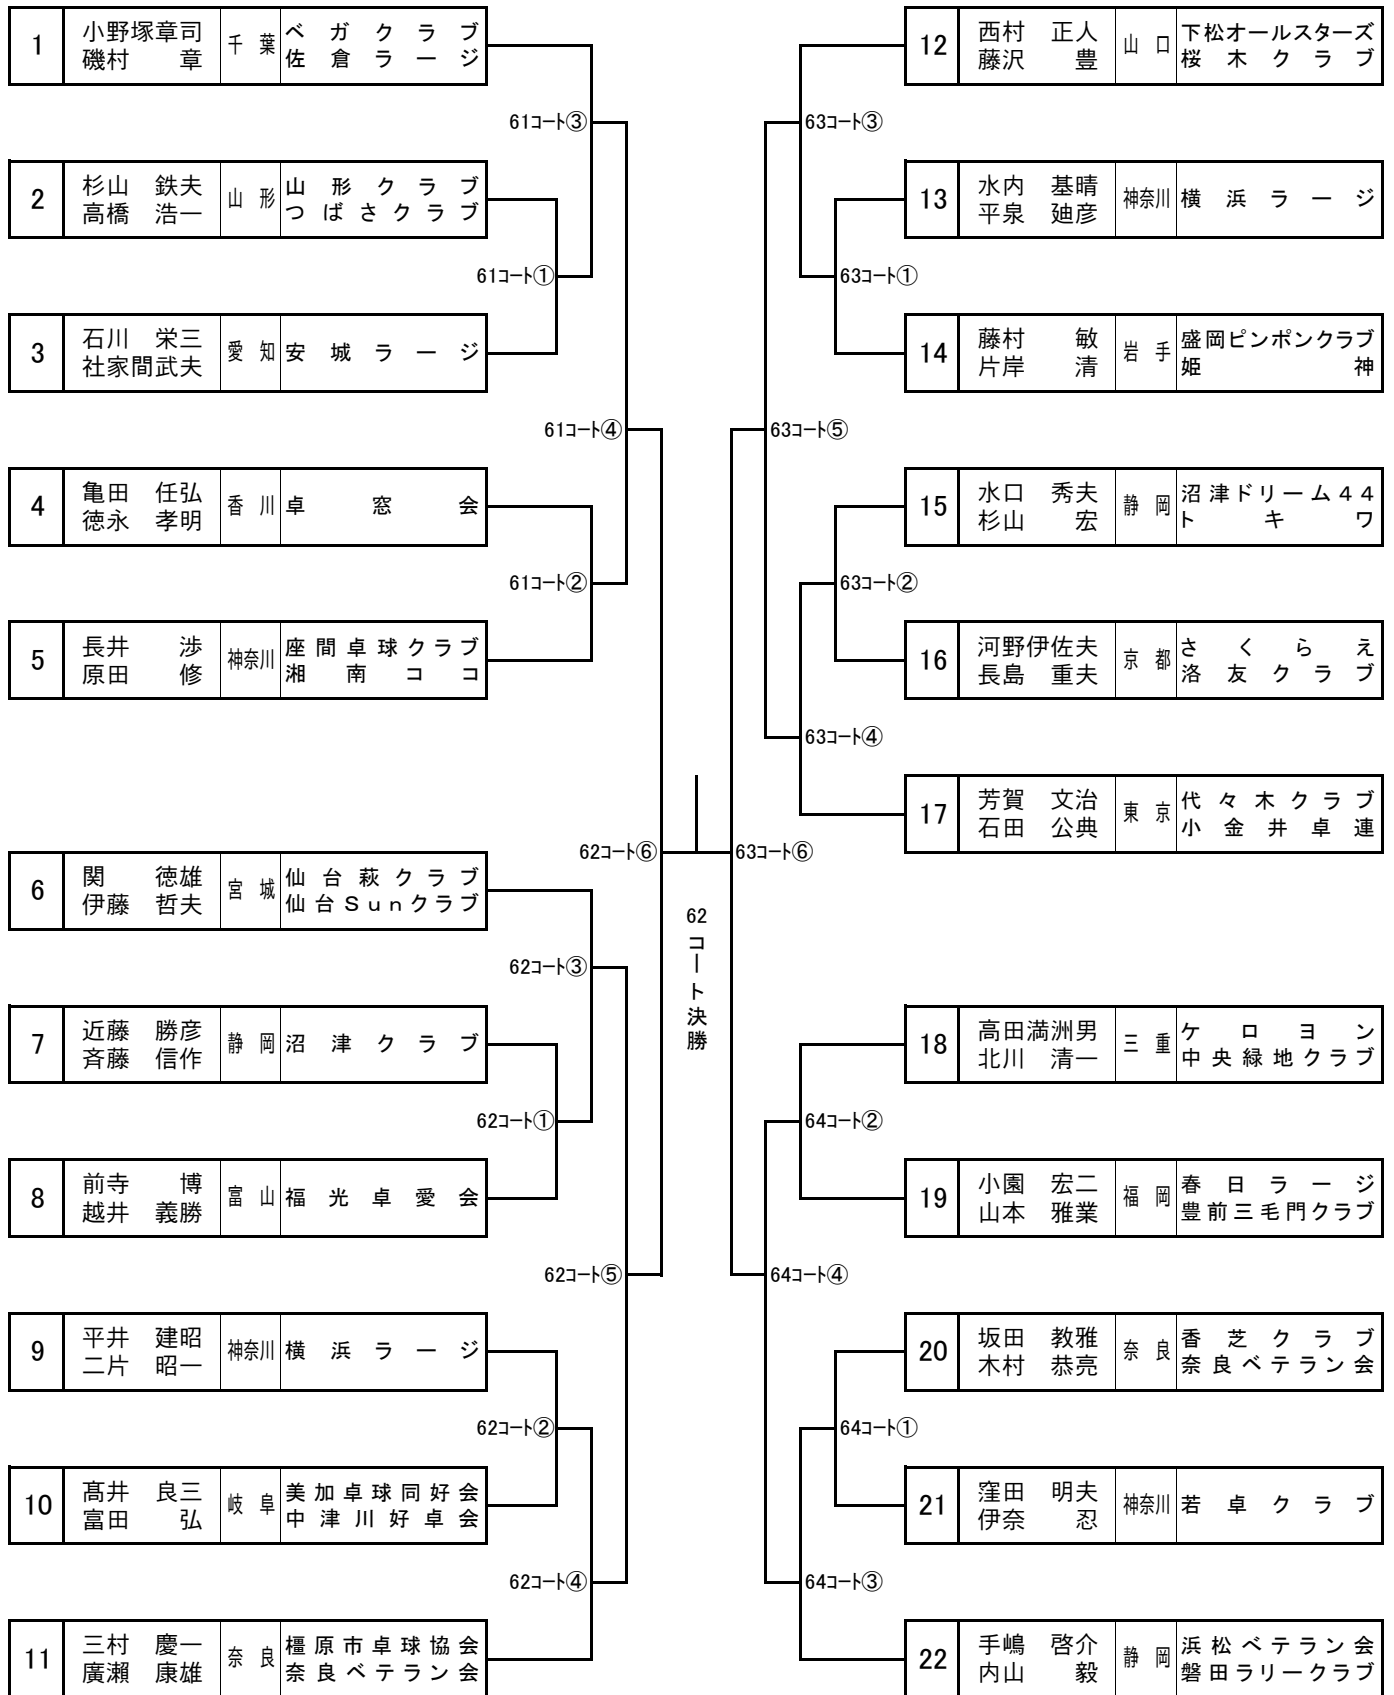 1 小野塚章司 千葉 ベガクラブ
磯村 章 佐倉ラージ
61コート③
2 杉山 鉄夫 山形 山形クラブ
高橋 浩一 つばさクラブ
61コート①
3 石川 栄三 愛知 安城ラージ
社家間武夫
61コート④
4 亀田 任弘 香川 卓窓会
徳永 孝明
61コート②
5 長井 渉 神奈川 座間卓球クラブ
原田 修 湘南ココ
62コート⑥
6 関 徳雄 宮城 仙台萩クラブ
伊藤 哲夫 仙台Sunクラブ
62コート③
7 近藤 勝彦 静岡 沼津クラブ
斉藤 信作
62コート①
8 前寺 博 富山 福光卓愛会
越井 義勝
62コート⑤
9 平井 建昭 神奈川 横浜ラージ
二片 昭一
62コート②
10 髙井 良三 岐阜 美加卓球同好会
富田 弘 中津川好卓会
62コート④
11 三村 慶一 奈良 橿原市卓球協会
廣瀨 康雄 奈良ベテラン会
62コート決勝
12 西村 正人 山口 下松オールスターズ
藤沢 豊 桜木クラブ
63コート③
13 水内 基晴 神奈川 横浜ラージ
平泉 廸彦
63コート①
14 藤村 敏 岩手 盛岡ピンポンクラブ
片岸 清 姫神
63コート⑤
15 水口 秀夫 静岡 沼津ドリーム44
杉山 宏 トキワ
63コート②
16 河野伊佐夫 京都 さくらえ
長島 重夫 洛友クラブ
63コート④
17 芳賀 文治 東京 代々木クラブ
石田 公典 小金井卓連
63コート⑥
18 高田満洲男 三重 ケロヨン
北川 清一 中央緑地クラブ
64コート②
19 小園 宏二 福岡 春日ラージ
山本 雅業 豊前三毛門クラブ
64コート④
20 坂田 教雅 奈良 香芝クラブ
木村 恭亮 奈良ベテラン会
64コート①
21 窪田 明夫 神奈川 若卓クラブ
伊奈 忍
64コート③
22 手嶋 啓介 静岡 浜松ベテラン会
内山 毅 磐田ラリークラブ